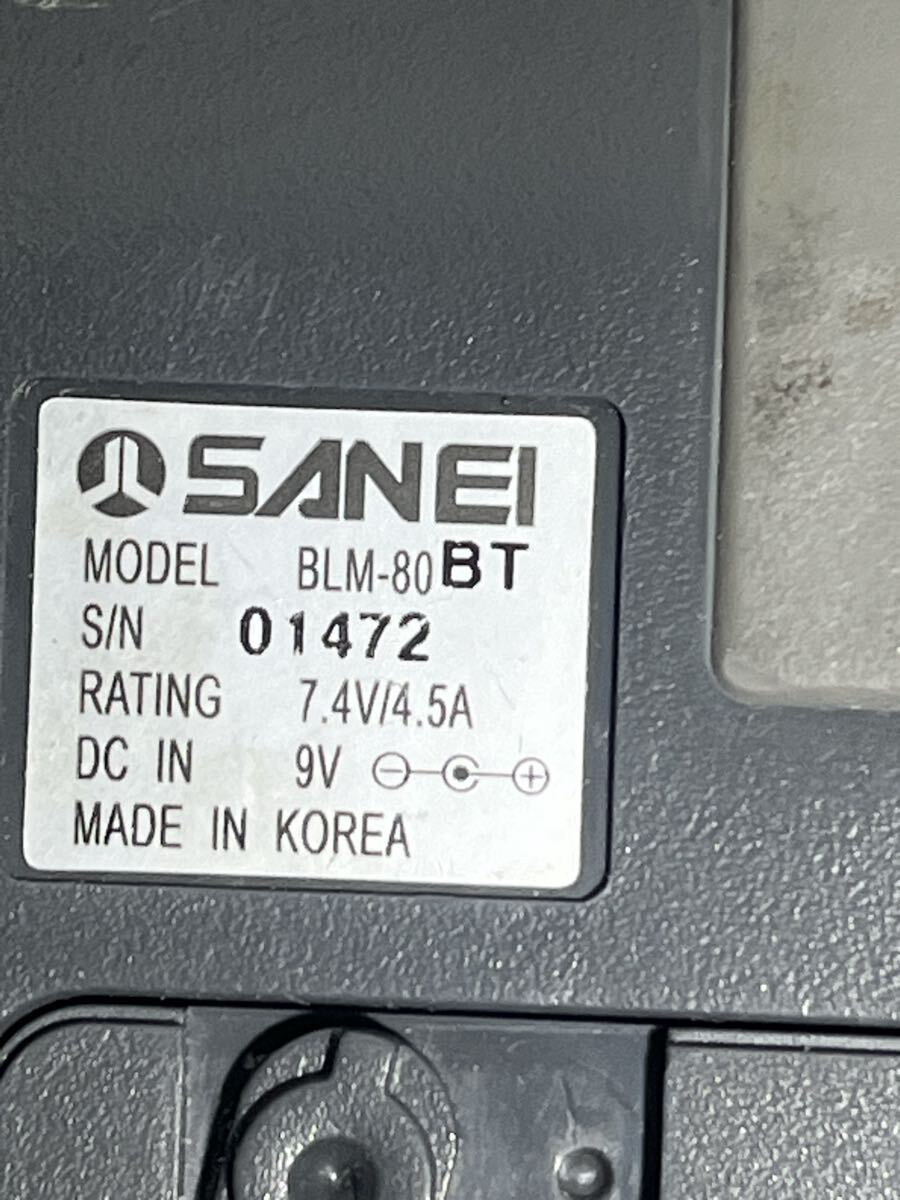 SANEI
MODEL BLM-80BT
S/N 01472
RATING 7.4V/4.5A
DC IN 9V
MADE IN KOREA